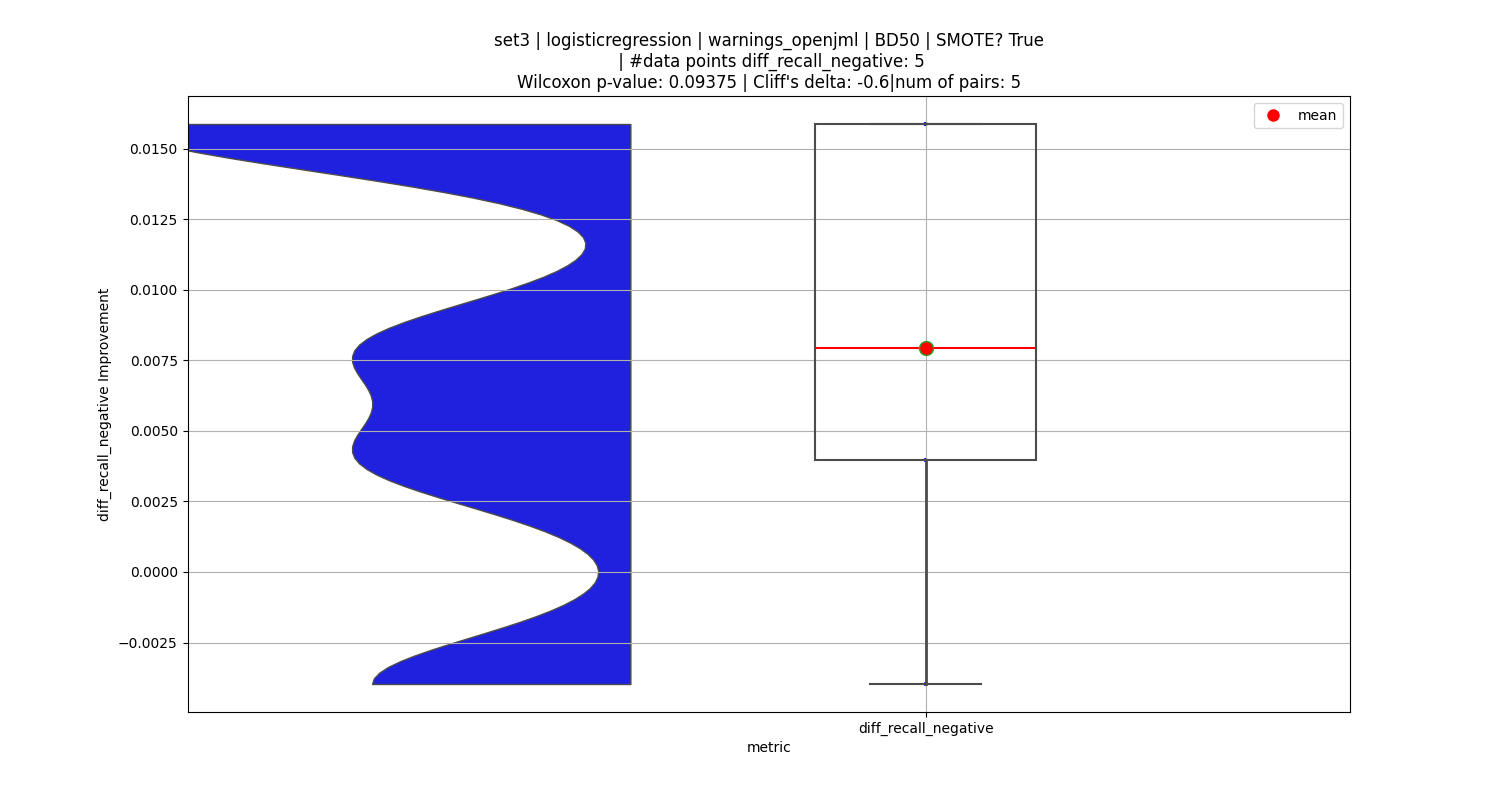 set3 | logisticregression | warnings_openjml | BD50 | SMOTE? True
| #data points diff_recall_negative: 5
Wilcoxon p-value: 0.09375 | Cliff's delta: -0.6|num of pairs: 5
mean
0.0150
0.0125
0.0100
0.0075
0.0050
0.0025
0.0000
−0.0025
diff_recall_negative Improvement
diff_recall_negative
metric